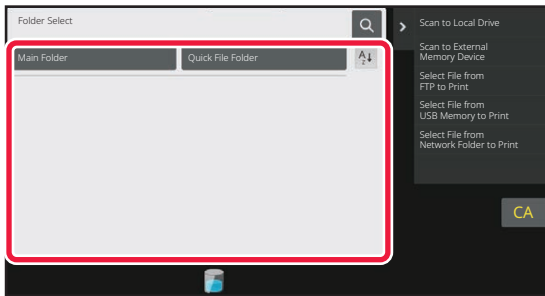 Folder Select
Main Folder
Quick File Folder
A
Z
Scan to Local Drive
Scan to External
Memory Device
Select File from
FTP to Print
Select File from
USB Memory to Print
Select File from
Network Folder to Print
CA